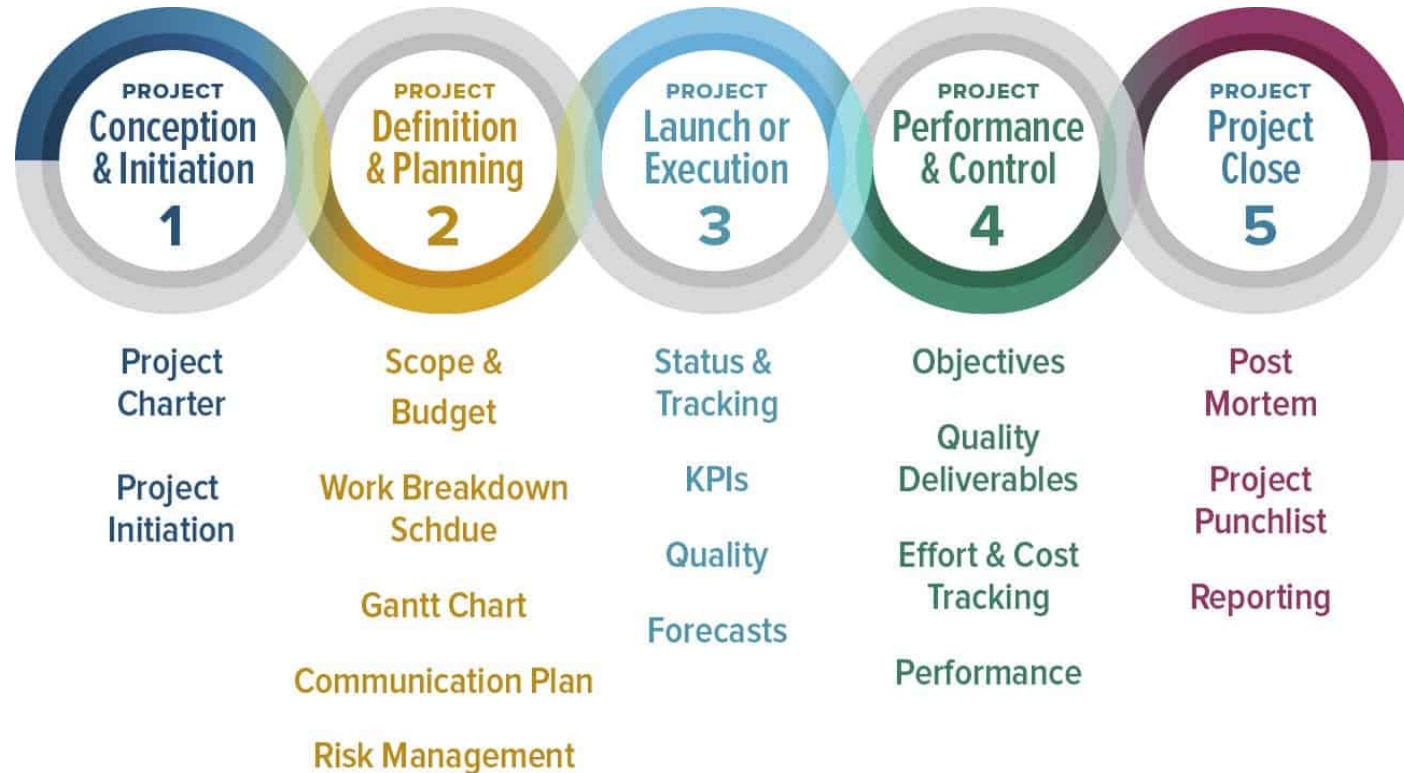 PROJECT
Conception
& Initiation
1
PROJECT
Definition
& Planning
2
PROJECT
Launch or
Execution
3
PROJECT
Performance
& Control
4
PROJECT
Project
Close
5
Project
Charter
Project
Initiation
Scope &
Budget
Work Breakdown
Schdue
Gantt Chart
Communication Plan
Risk Management
Status &
Tracking
KPIs
Quality
Forecasts
Objectives
Quality
Deliverables
Effort & Cost
Tracking
Performance
Post
Mortem
Project
Punchlist
Reporting